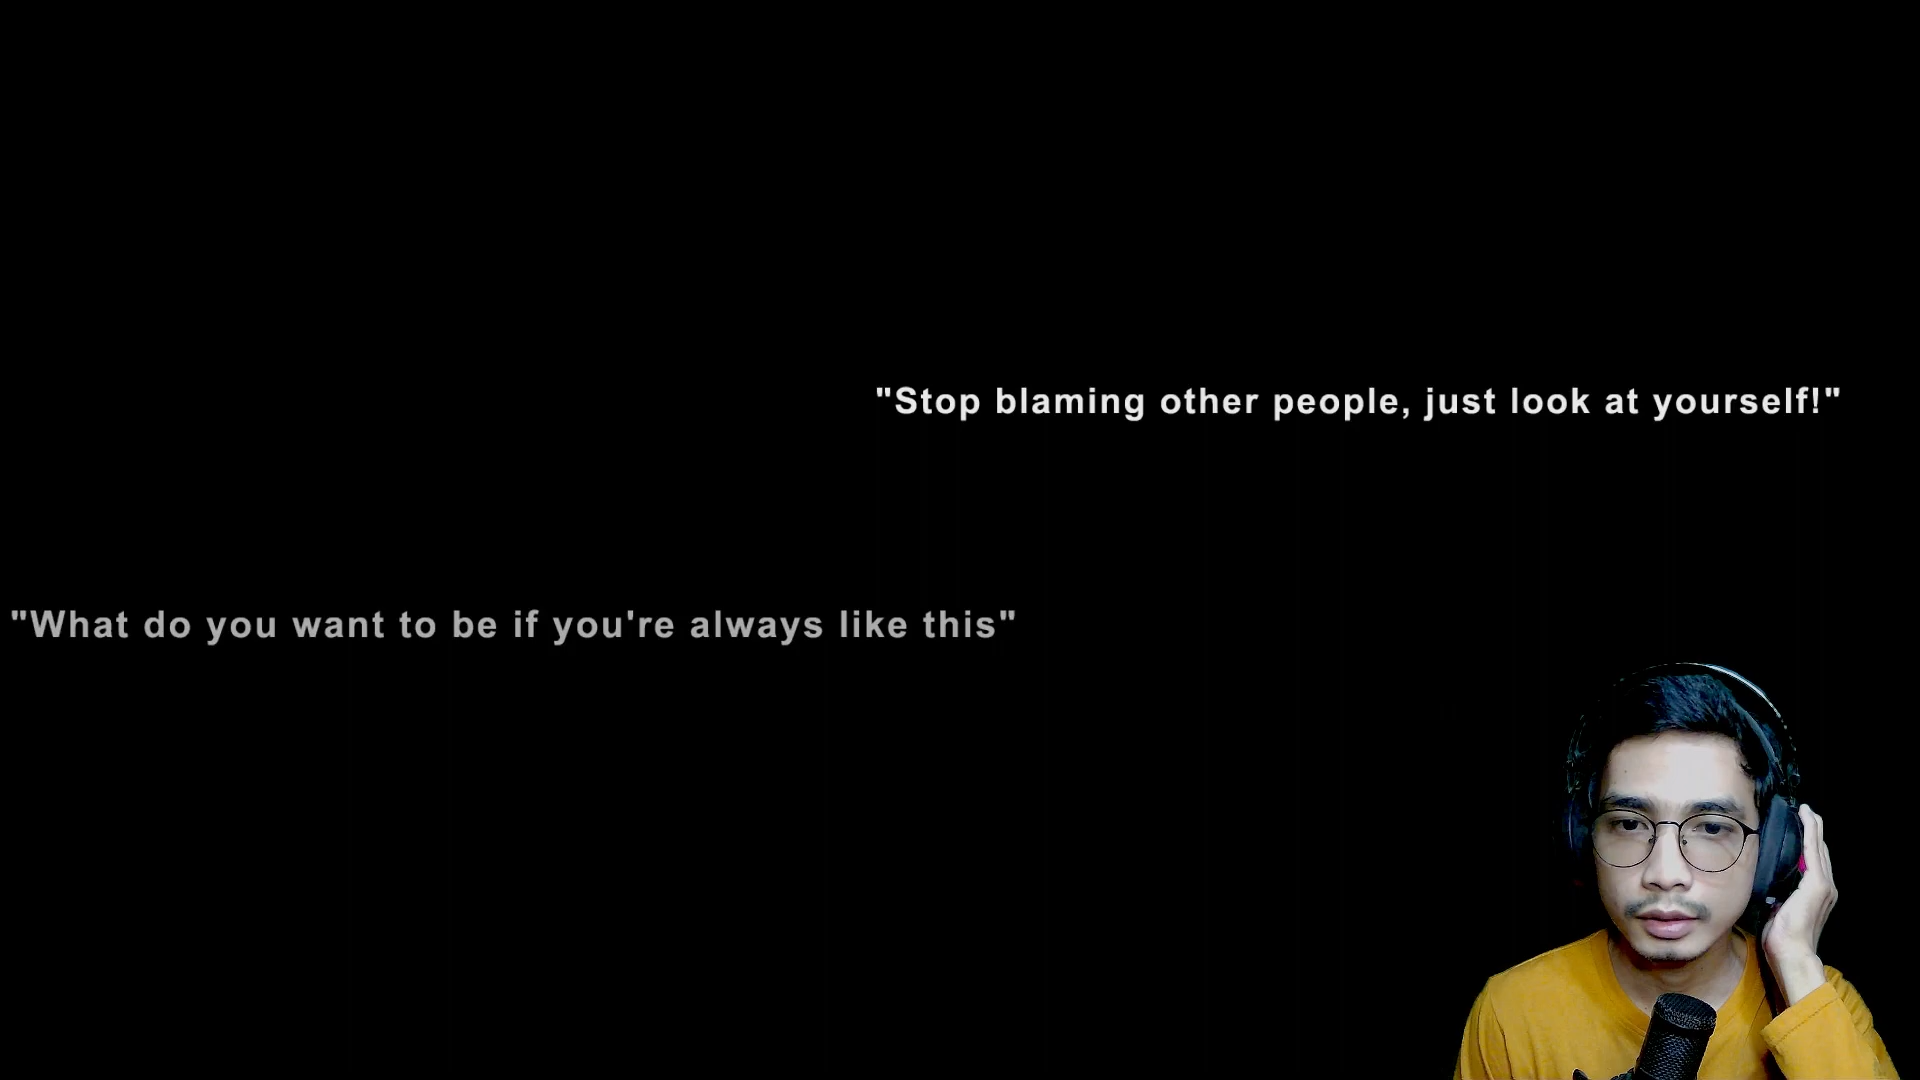 "Stop blaming other people, just look at yourself!"
"What do you want to be if you're always like this"